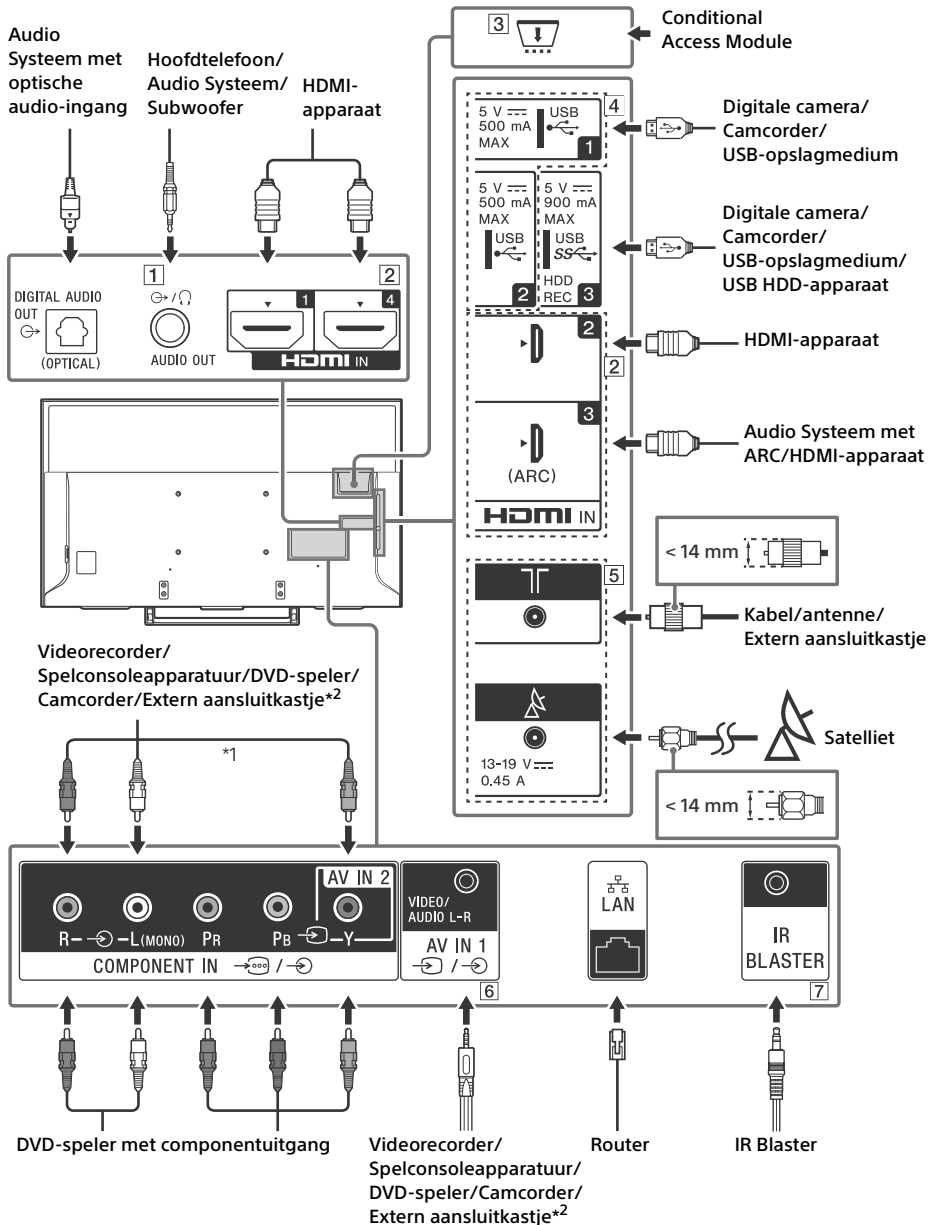 Audio
Systeem met
optische
audio-ingang
Hoofdtelefoon/
Audio Systeem/
Subwoofer
HDMI-
apparaat
3
Conditional
Access Module
5 V
500 mA
MAX
USB
1
4
Digitale camera/
Camcorder/
USB-opslagmedium
5 V
500 mA
MAX
USB
2
5 V
900 mA
MAX
USB
SS
HDD
REC
3
Digitale camera/
Camcorder/
USB-opslagmedium/
USB HDD-apparaat
DIGITAL AUDIO
OUT
(OPTICAL)
1
AUDIO OUT
2
1
4
HDMI IN
2
2
HDMI-apparaat
3
(ARC)
HDMI IN
Audio Systeem met
ARC/HDMI-apparaat
< 14 mm
5
Kabel/antenne/
Extern aansluitkastje
13-19 V
0.45 A
Satelliet
< 14 mm
Videorecorder/
Spelconsoleapparatuur/DVD-speler/
Camcorder/Extern aansluitkastje*2
*1
AV IN 2
R- -L(MONO) PR PB -Y-
COMPONENT IN /
VIDEO/
AUDIO L-R
AV IN 1
/
6
LAN
IR
BLASTER
7
DVD-speler met componentuitgang
Videorecorder/
Spelconsoleapparatuur/
DVD-speler/Camcorder/
Extern aansluitkastje*2
Router
IR Blaster